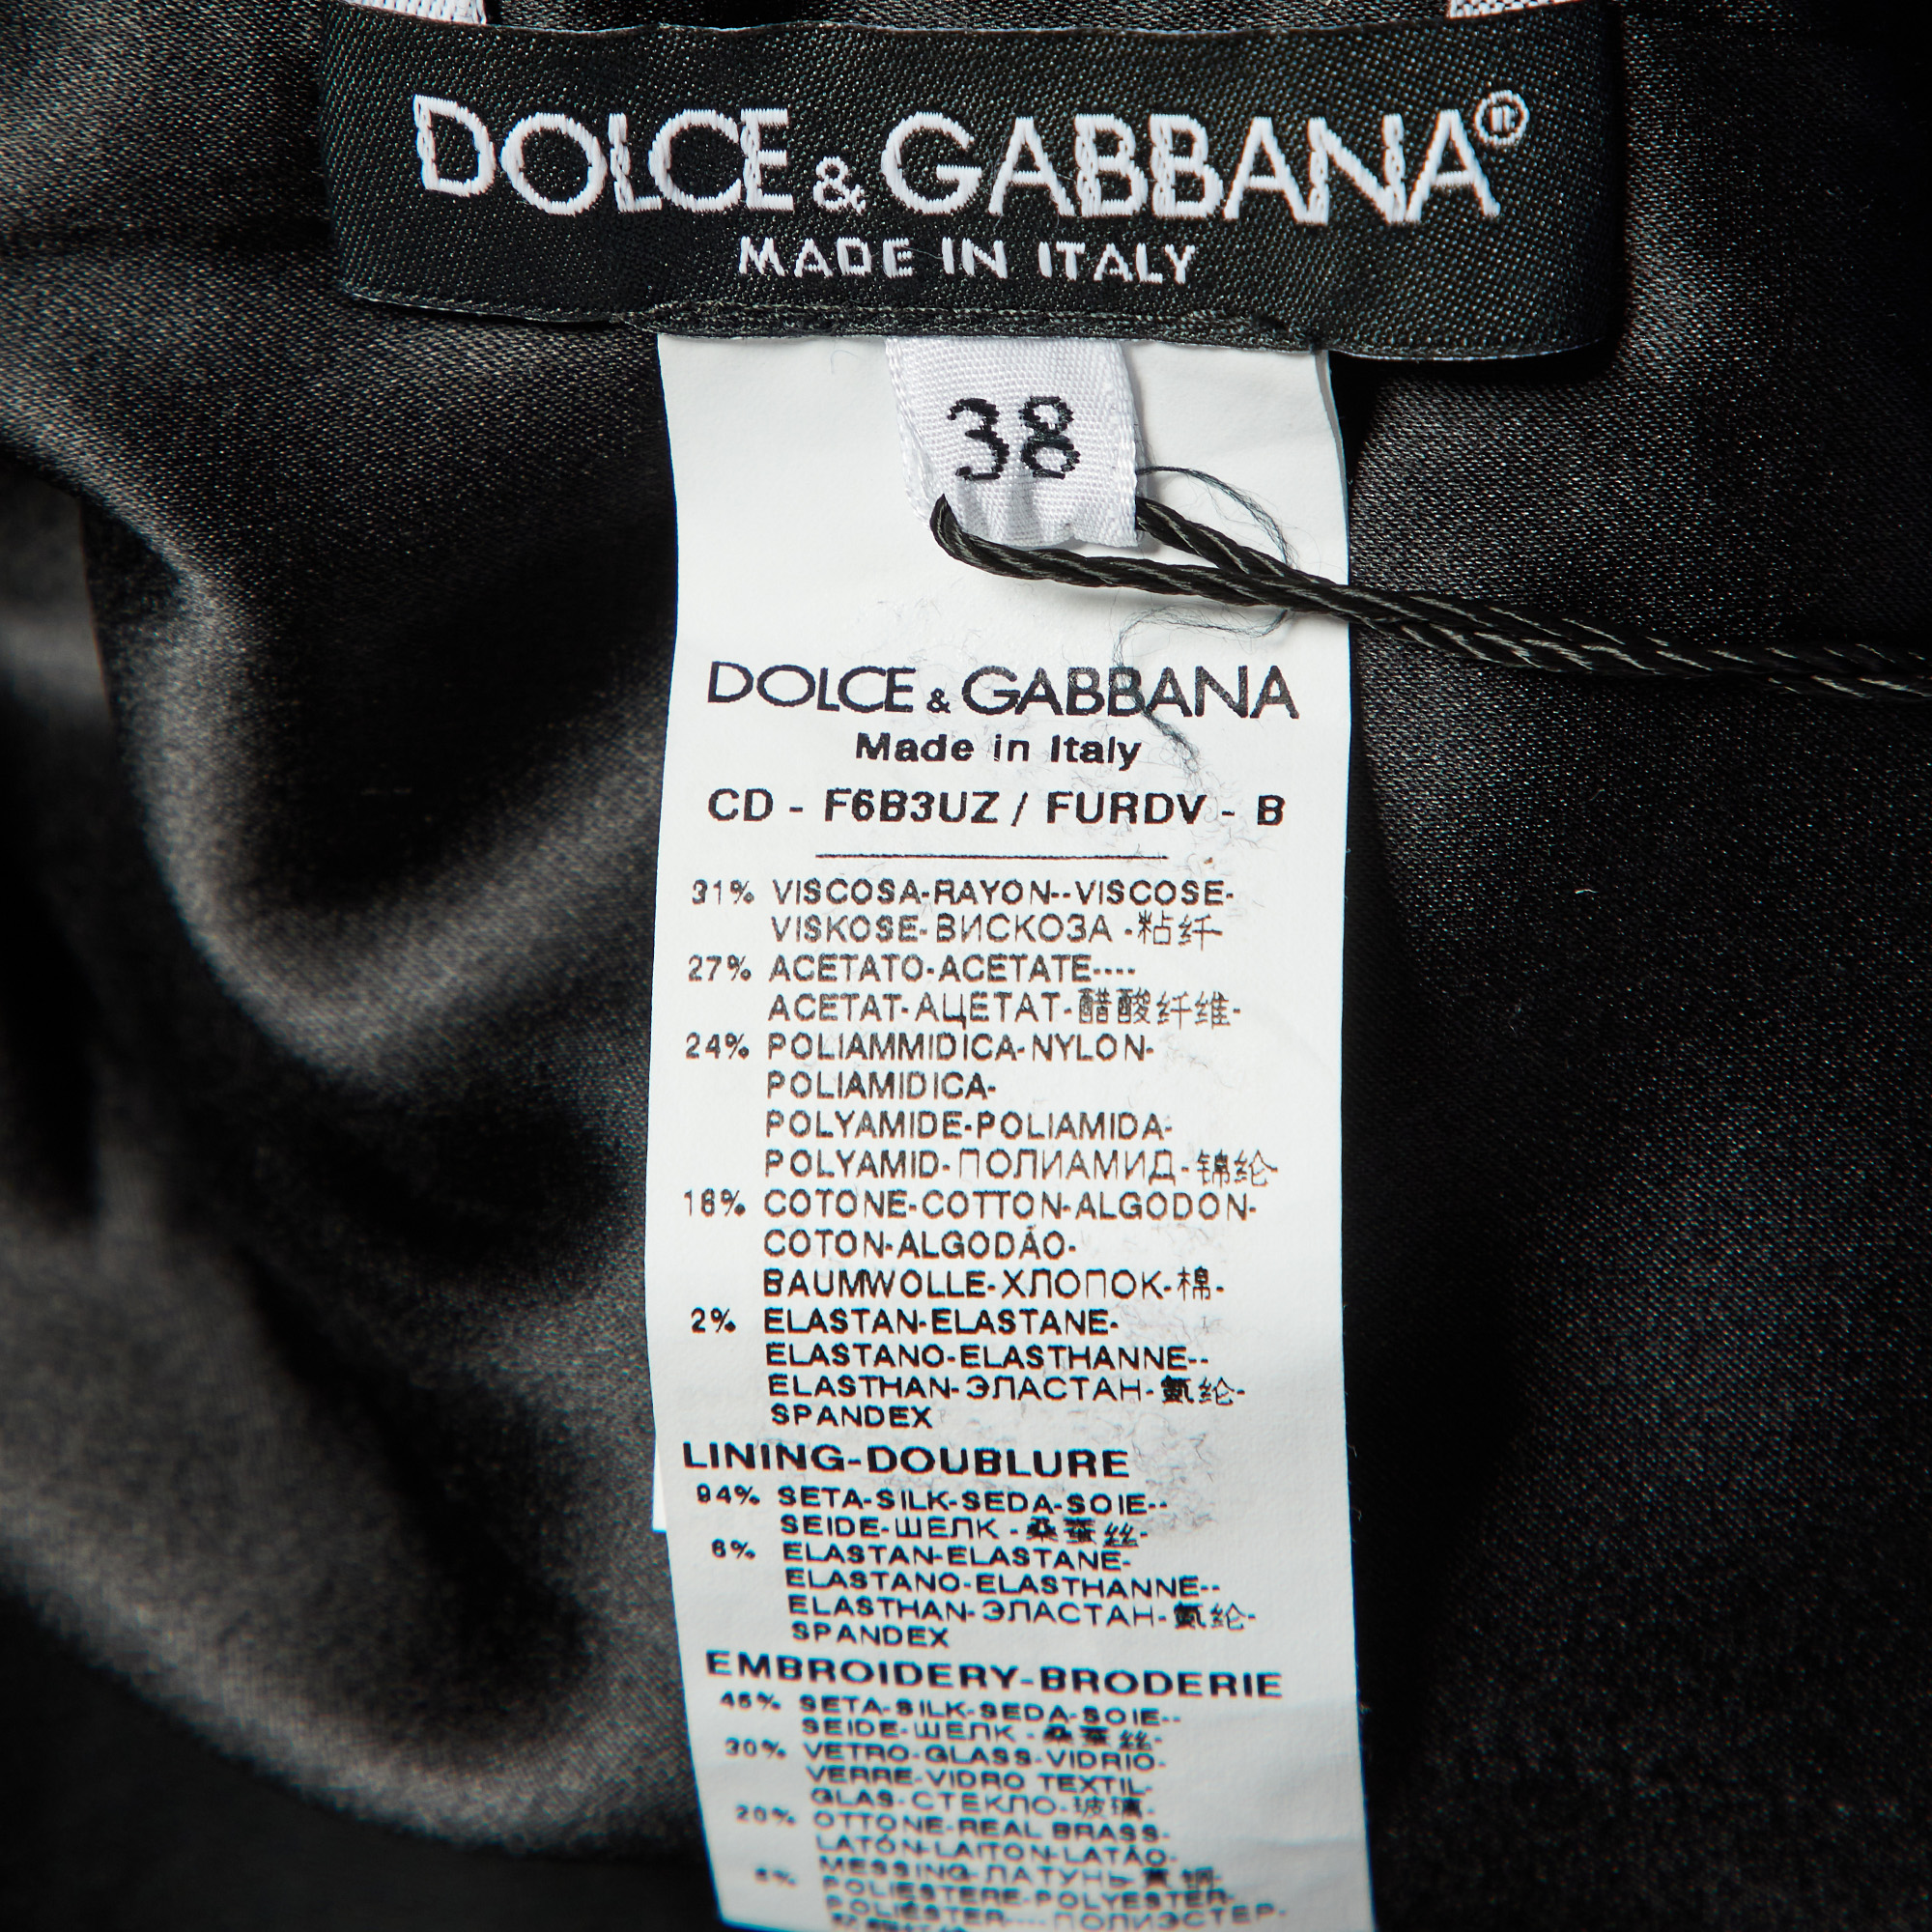 DOLCE & GABBANA®
MADE IN ITALY
38
DOLCE & GABBANA
Made in Italy
CD - F6B3UZ / FURDV - B
31% VISCOSA-RAYON--VISCOSE-
VISKOSE-ВИСКОЗА -粘纤-
27% ACETATO-ACETATE----
ACETAT-АЦЕТАТ-醋酸纤维-
24% POLIAMMIDICA-NYLON-
POLIAMIDICA-
POLYAMIDE-POLIAMIDA-
POLYAMID-ПОЛИАМИД-锦纶-
16% COTONE-COTTON-ALGODON-
COTON-ALGODÃO-
BAUMWOLLE-ХЛОПОК-棉-
2% ELASTAN-ELASTANE-
ELASTANO-ELASTHANNE--
ELASTHAN-ЭЛАСТАН-氨纶-
SPANDEX
LINING-DOUBLURE
94% SETA-SILK-SEDA-SOIE--
SEIDE-ШЕЛК -桑蚕丝-
6% ELASTAN-ELASTANE-
ELASTANO-ELASTHANNE--
ELASTHAN-ЭЛАСТАН-氨纶-
SPANDEX
EMBROIDERY-BRODERIE
45% SETA-SILK-SEDA-SOIE--
SEIDE-ШЕЛК -桑蚕丝-
30% VETRO-GLASS-VIDRIO-
VERRE-VIDRO TEXTIL-
GLAS-СТЕКЛО-玻璃-
20% OTTONE-REAL BRASS-
LATÓN-LAITON-LATÃO-
MESSING-ЛАТУНЬ-黄铜-
POLIESTERE-POLYESTER-
POLIÉSTER----ПОЛИЭСТЕР-